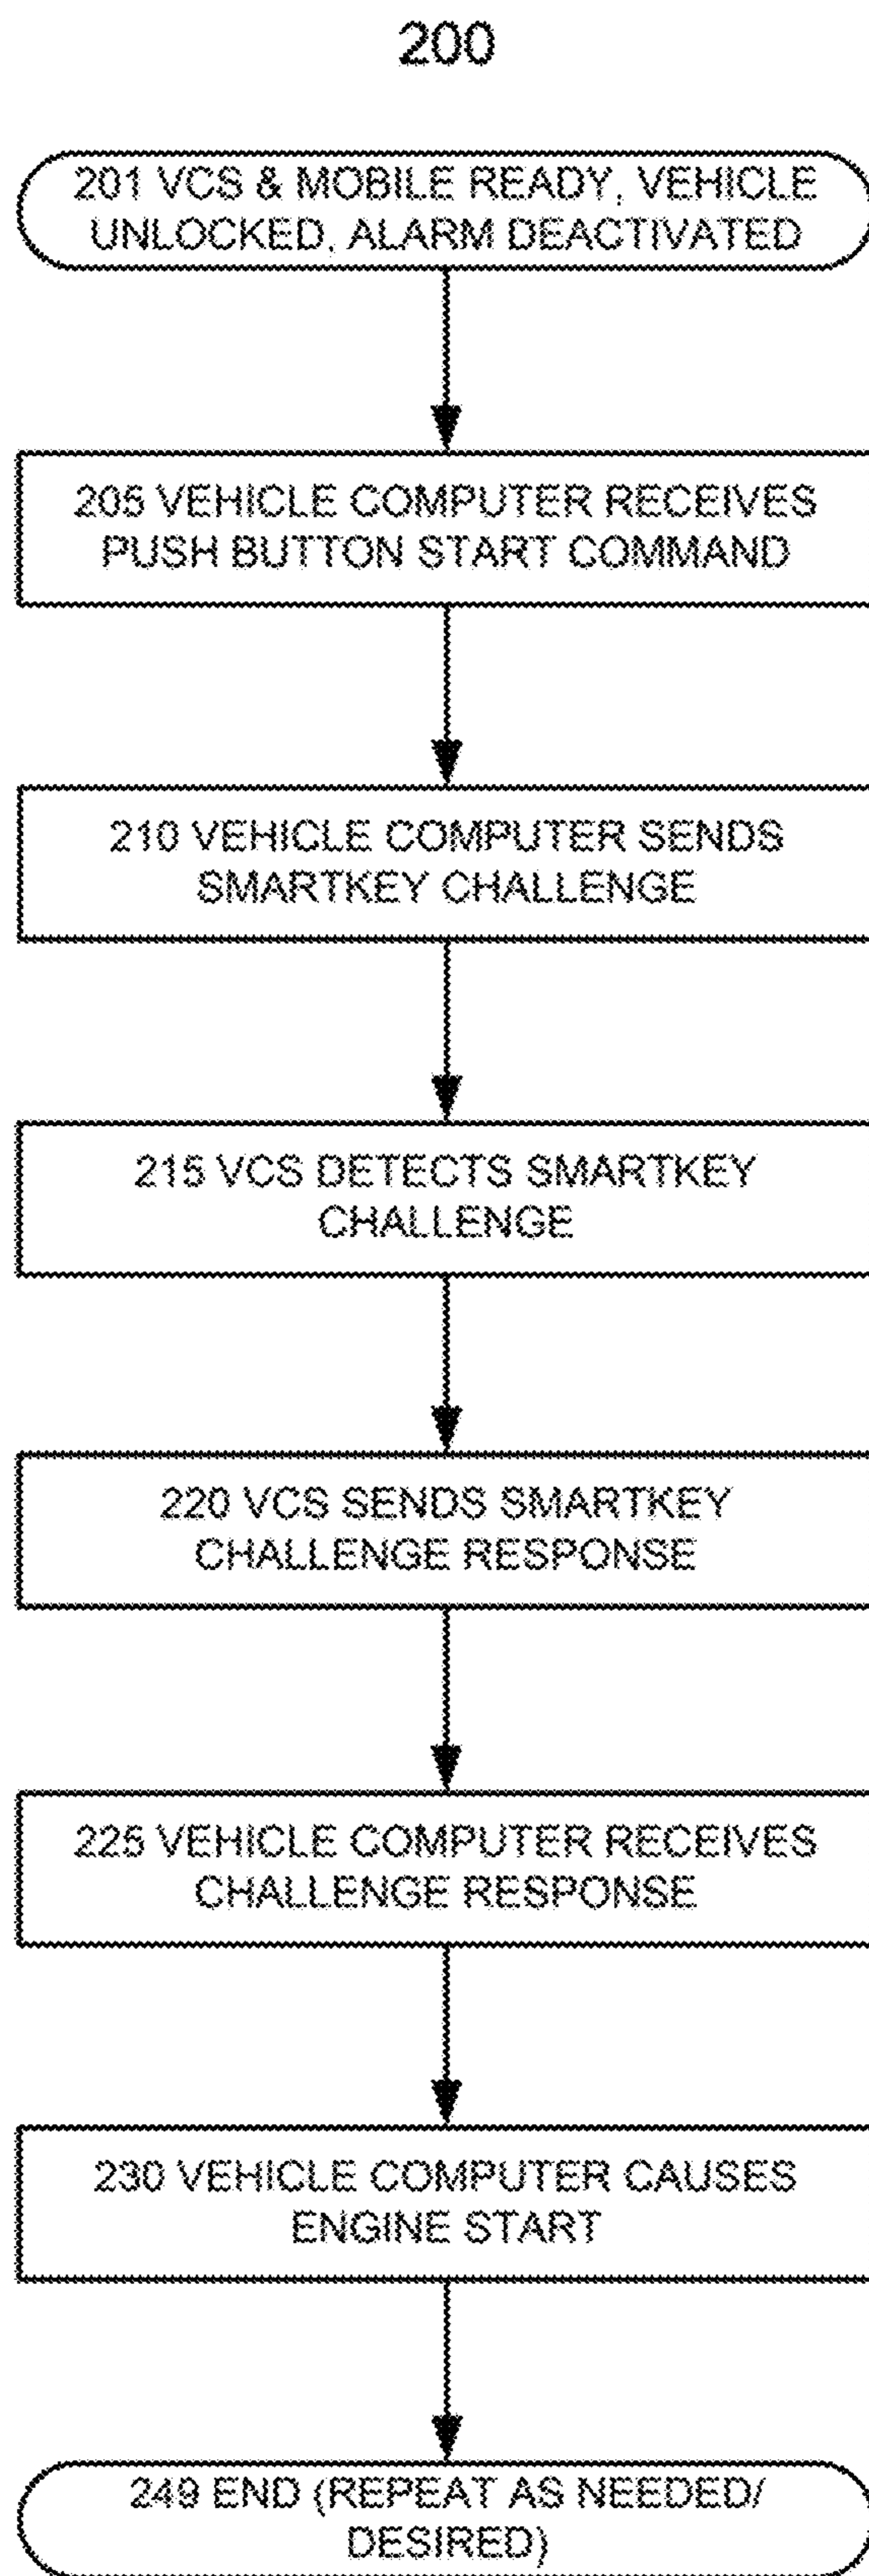 200
201 VCS & MOBILE READY, VEHICLE
UNLOCKED, ALARM DEACTIVATED
205 VEHICLE COMPUTER RECEIVES
PUSH BUTTON START COMMAND
210 VEHICLE COMPUTER SENDS
SMARTKEY CHALLENGE
215 VCS DETECTS SMARTKEY
CHALLENGE
220 VCS SENDS SMARTKEY
CHALLENGE RESPONSE
225 VEHICLE COMPUTER RECEIVES
CHALLENGE RESPONSE
230 VEHICLE COMPUTER CAUSES
ENGINE START
249 END (REPEAT AS NEEDED/
DESIRED)